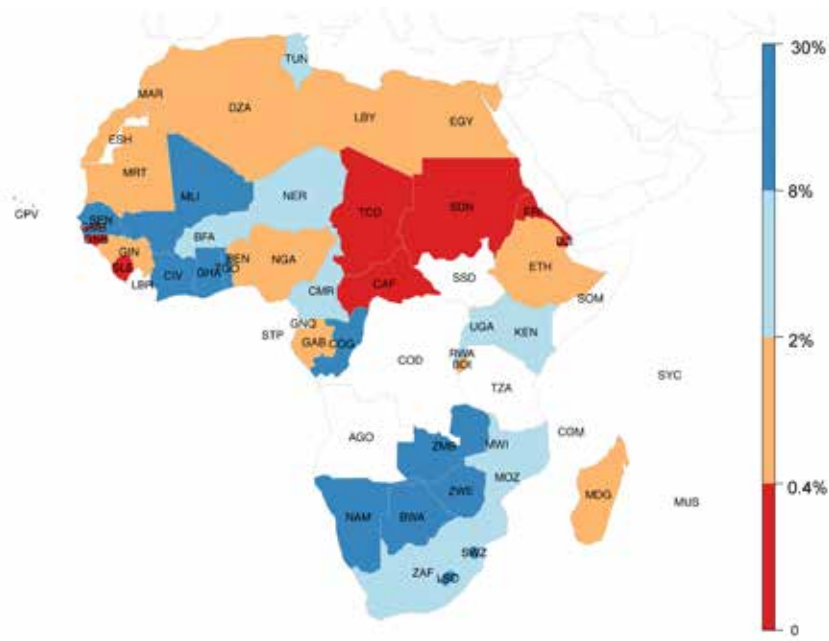 30%
TUN
MAR
DZA
LBY
EGY
ESH
MRT
8%
MLI
NER
CPV
SEN
TCD
SDN
ERI
GMB
GNB
BFA
DJI
GIN
BEN
NGA
ETH
SLE
CIV
GHA
TGO
CAF
SSD
LBR
CMR
SOM
GNQ
STP
UGA
KEN
2%
GAB
COG
RWA
COD
BDI
SYC
TZA
AGO
COM
ZMB
MWI
MOZ
0.4%
ZWE
MDG
NAM
BWA
MUS
SWZ
ZAF
LSO
0